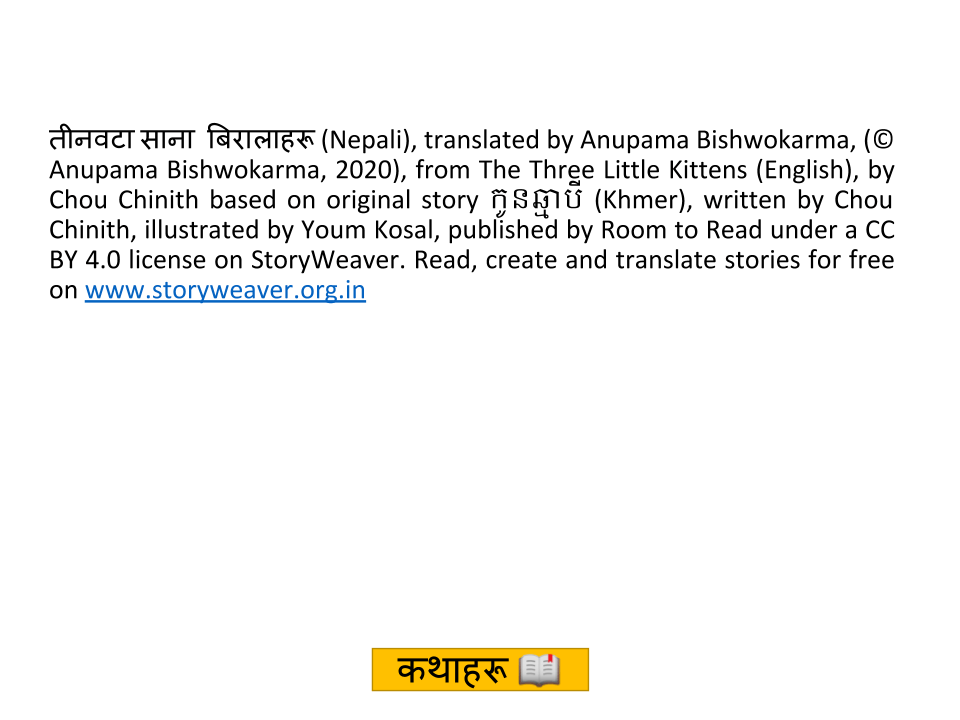 तीनवटा साना बिरालाहरू (Nepali), translated by Anupama Bishwokarma, (©
Anupama Bishwokarma, 2020), from The Three Little Kittens (English), by
Chou Chinith based on original story កូនឆ្មាបី (Khmer), written by Chou
Chinith, illustrated by Youm Kosal, published by Room to Read under a CC
BY 4.0 license on StoryWeaver. Read, create and translate stories for free
on www.storyweaver.org.in
कथाहरू 📖